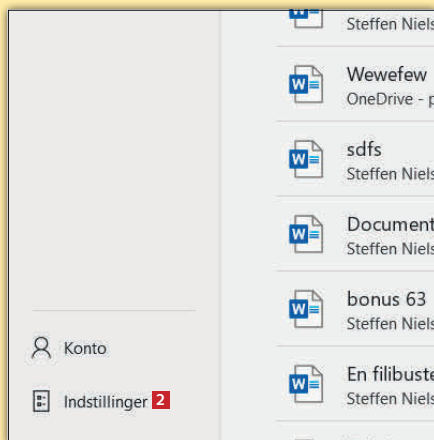 Steffen Niels
Wewefew
OneDrive - p
sdfs
Steffen Niels
Document
Steffen Niels
bonus 63
Steffen Niels
En filibuste
Steffen Niels
Konto
Indstillinger 2